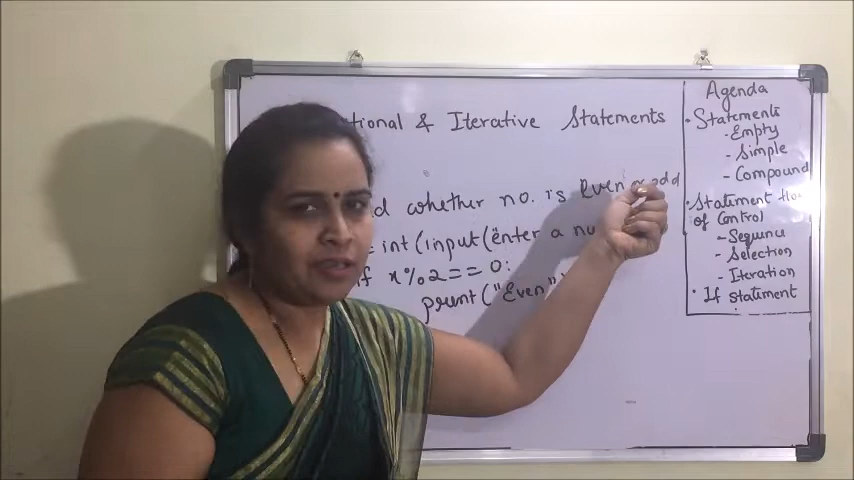 tional & Iterative Statements
d whether no. is Even or odd
= int (input("enter a nu
if x%2 == 0:
print ("Even")
Agenda
• Statements
- Empty
- Simple
- Compound
• Statement flow
of Control
- Sequence
- Selection
- Iteration
• If statement